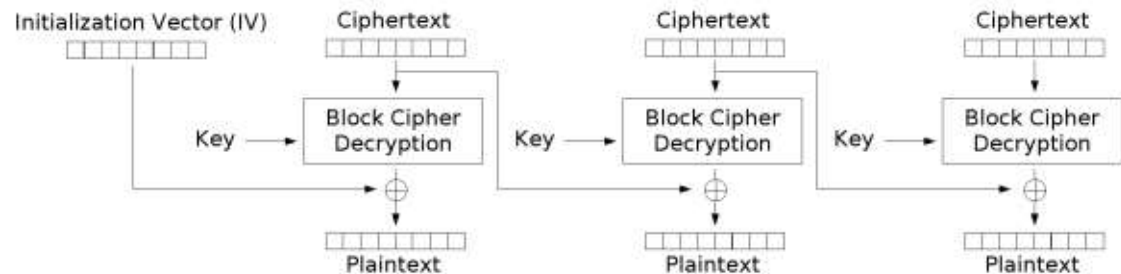 Initialization Vector (IV)
Ciphertext
Ciphertext
Ciphertext
Key
Block Cipher
Decryption
Key
Block Cipher
Decryption
Key
Block Cipher
Decryption
Plaintext
Plaintext
Plaintext